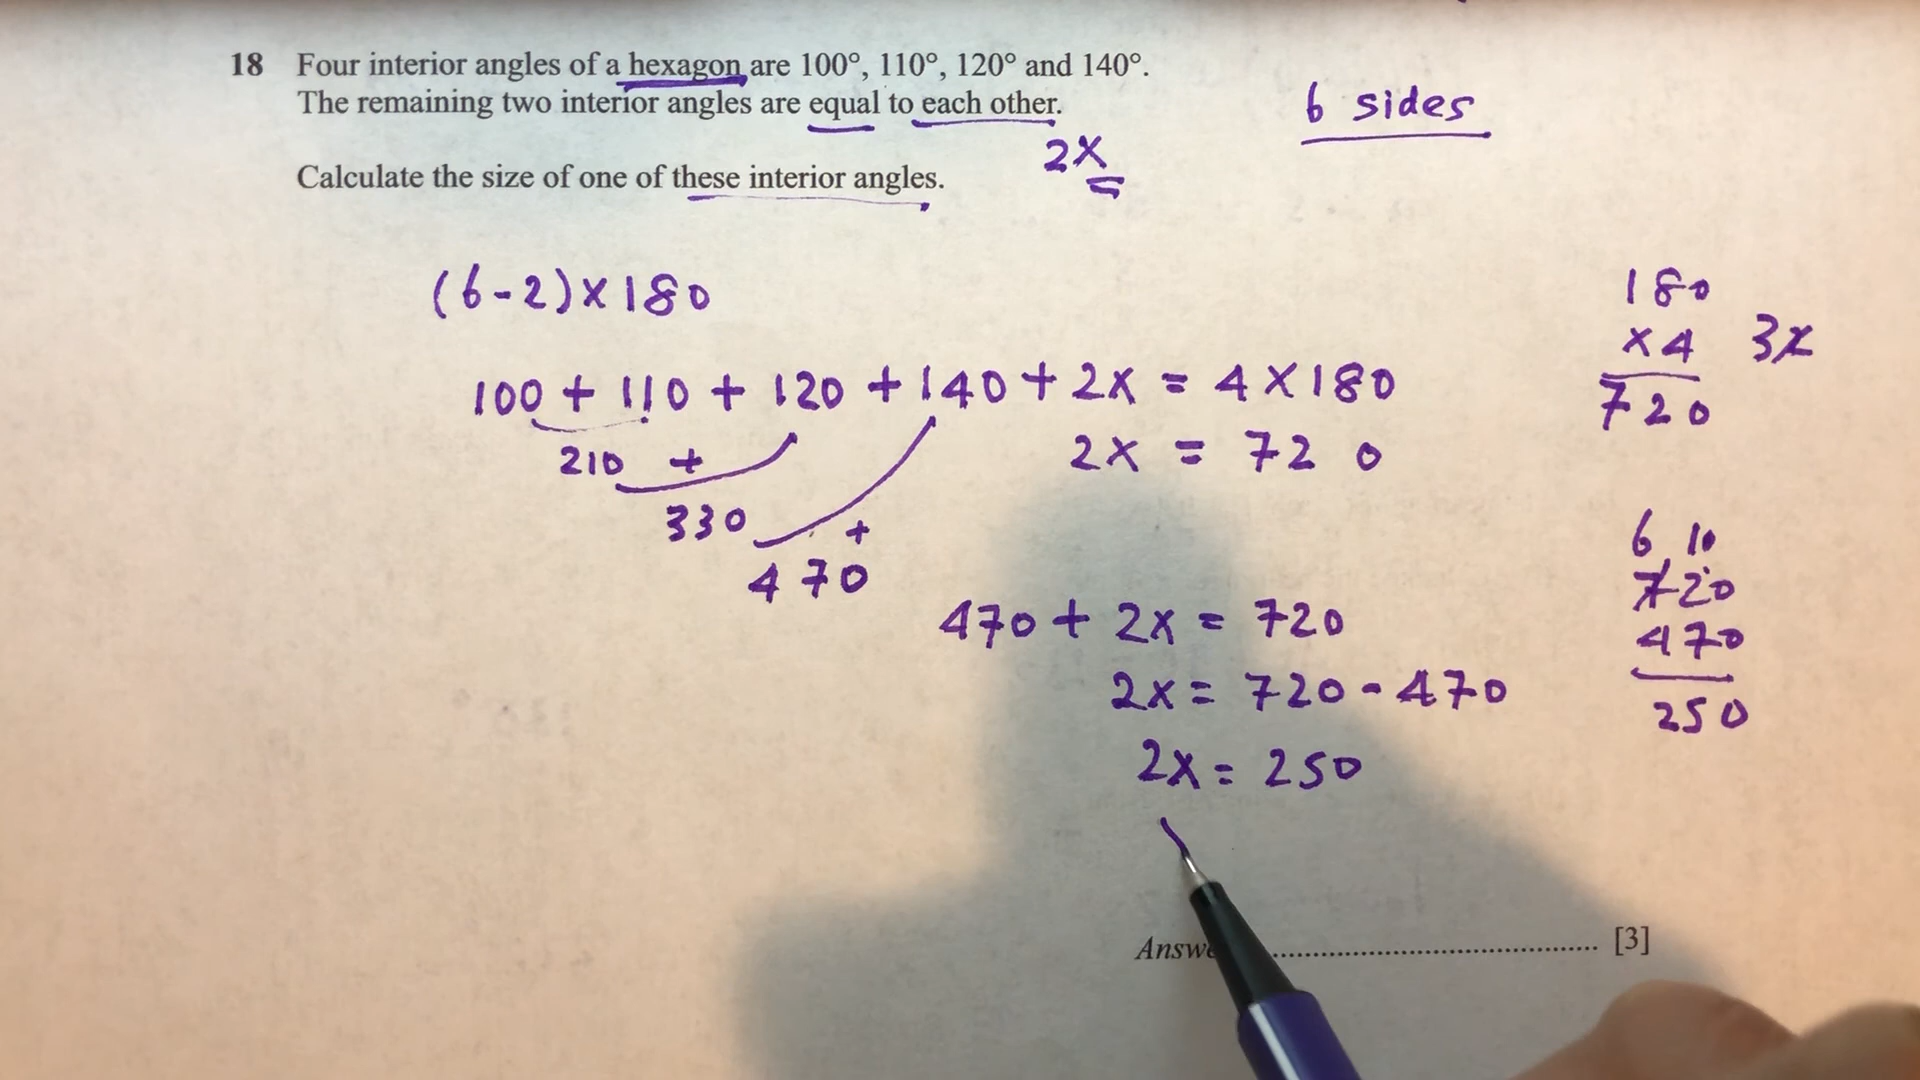 18 Four interior angles of a hexagon are 100°, 110°, 120° and 140°.
The remaining two interior angles are equal to each other.
6 sides
2x
Calculate the size of one of these interior angles.
(6-2)×180
180
×4 3x
720
100 + 110 + 120 + 140 + 2x = 4×180
210 +
2x = 720
330
+
470
6 10
720
470
250
470 + 2x = 720
2x = 720 - 470
2x = 250
[3]